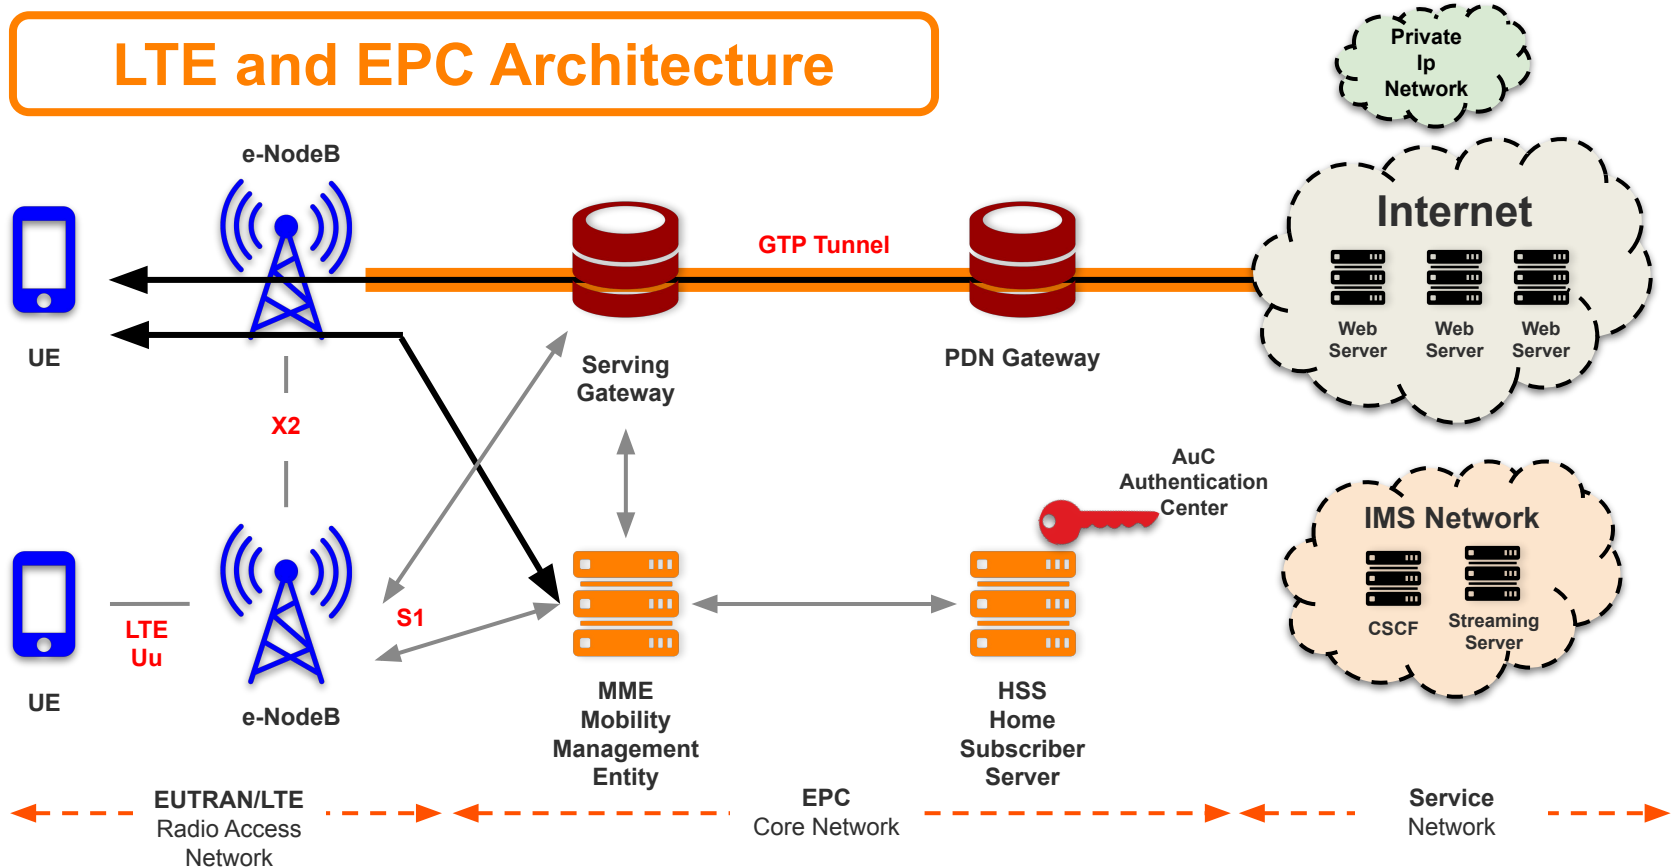 LTE and EPC Architecture
Private
Ip
Network
e-NodeB
Internet
GTP Tunnel
Web
Server
Web
Server
Web
Server
UE
Serving
Gateway
PDN Gateway
X2
AuC
Authentication
Center
IMS Network
S1
LTE
Uu
CSCF
Streaming
Server
UE
e-NodeB
MME
Mobility
Management
Entity
HSS
Home
Subscriber
Server
EUTRAN/LTE
Radio Access
Network
EPC
Core Network
Service
Network